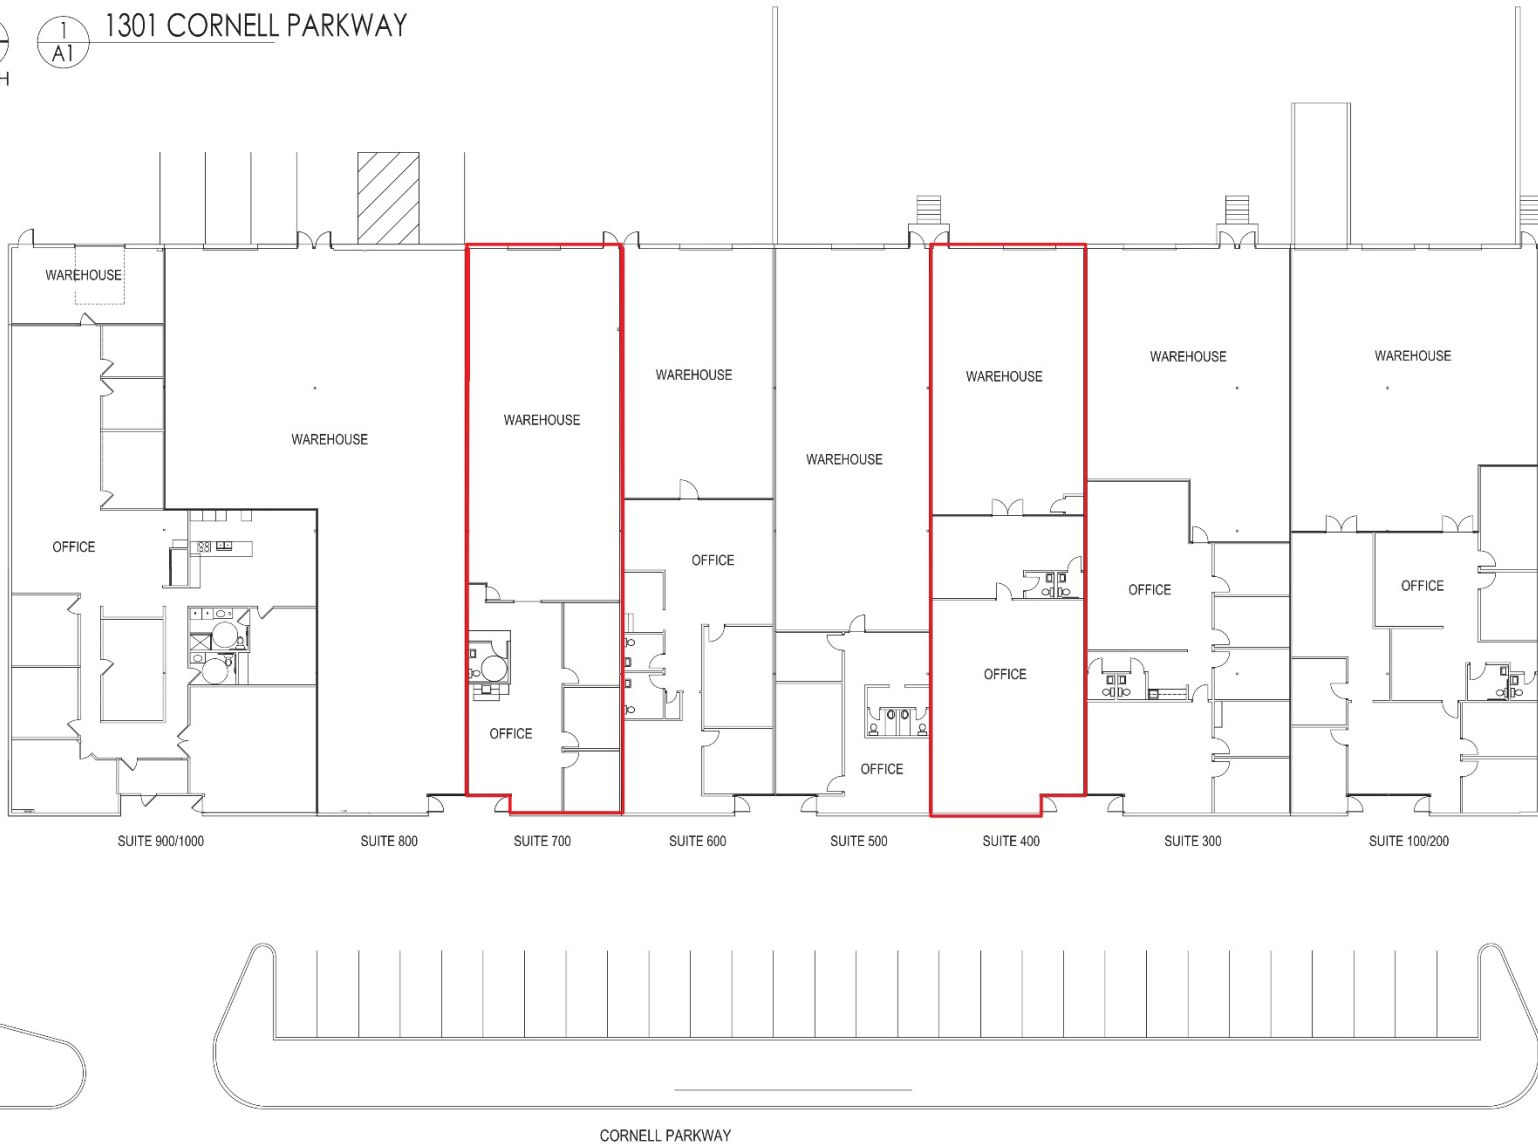 1
A1
1301 CORNELL PARKWAY
H
WAREHOUSE
WAREHOUSE
WAREHOUSE
WAREHOUSE
WAREHOUSE
WAREHOUSE
WAREHOUSE
WAREHOUSE
OFFICE
OFFICE
OFFICE
OFFICE
OFFICE
OFFICE
OFFICE
SUITE 900/1000
SUITE 800
SUITE 700
SUITE 600
SUITE 500
SUITE 400
SUITE 300
SUITE 100/200
CORNELL PARKWAY